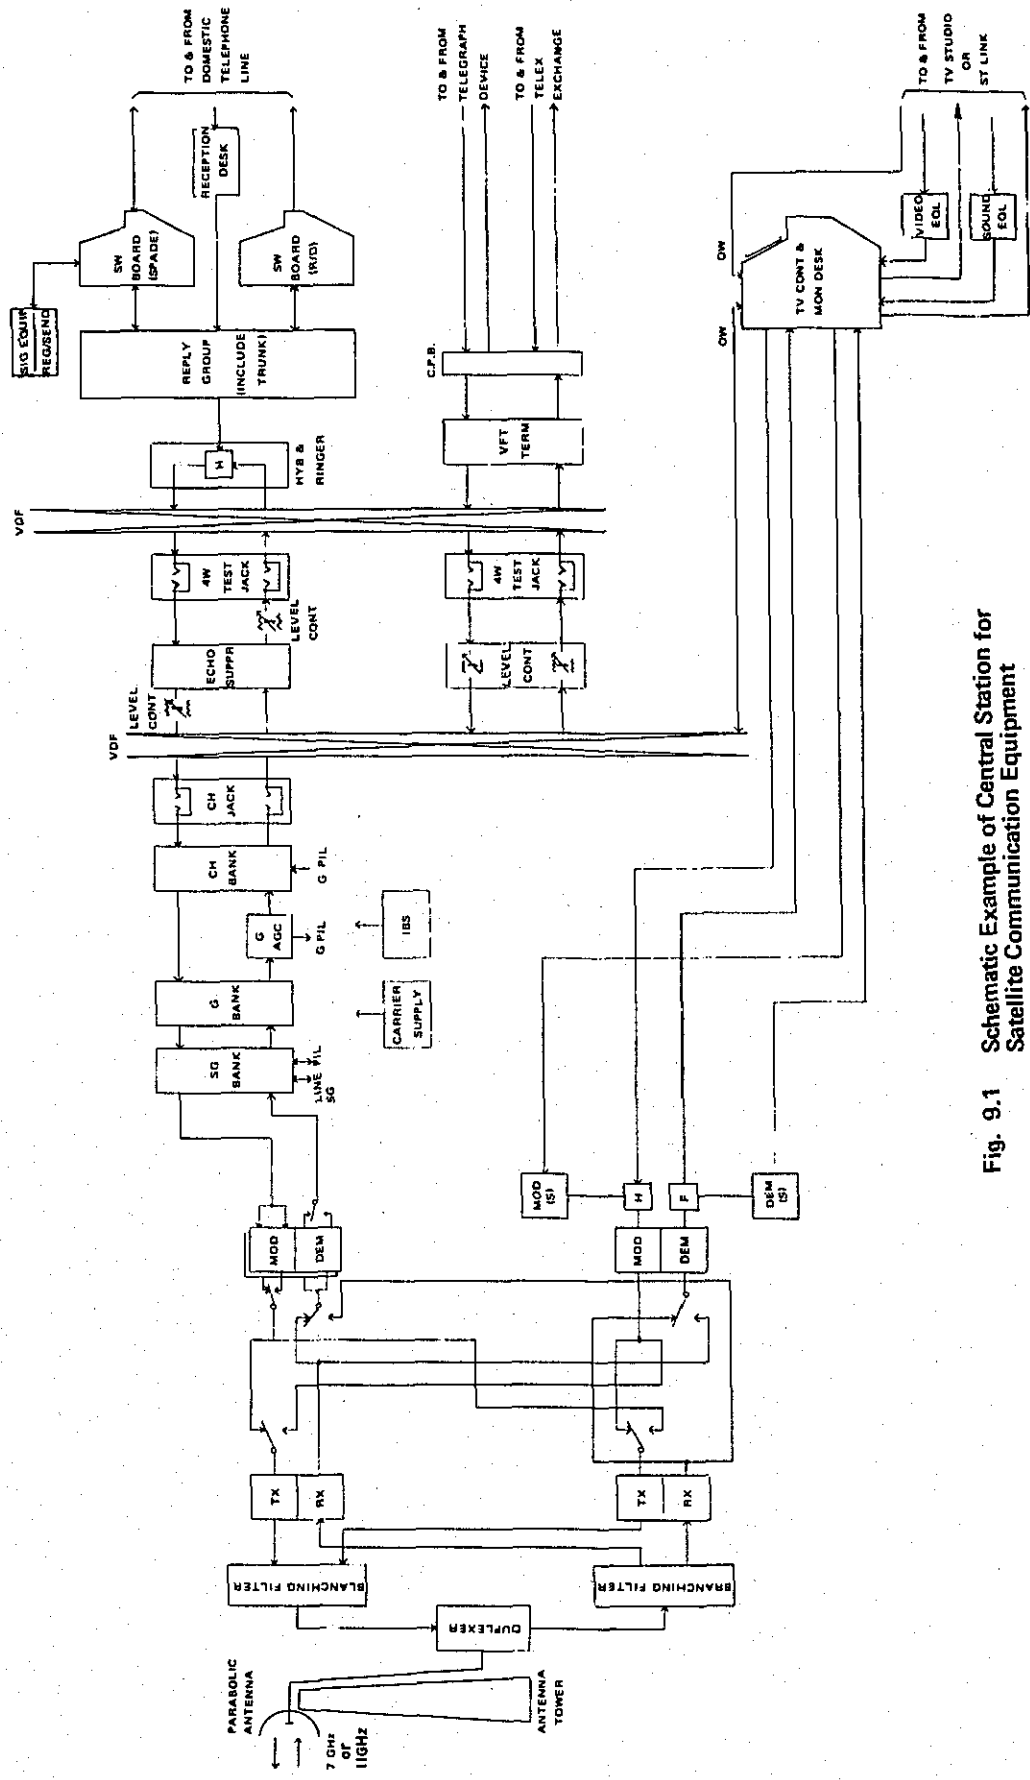 PARABOLIC
ANTENNA
7 GHz
or
11GHz
ANTENNA
TOWER
DUPLEXER
BLANCHING FILTER
BRANCHING FILTER
TX
RX
TX
RX
MOD
DEM
MOD
DEM
H
F
MOD
(S)
DEM
(S)
SG
BANK
LINE PIL
SG
G
BANK
G
AGC
G PIL
CH
BANK
G PIL
CARRIER
SUPPLY
IBS
CH
JACK
VDF
LEVEL
CONT
ECHO
SUPPR
LEVEL
CONT
4W
TEST
JACK
LEVEL
CONT
4W
TEST
JACK
VDF
H
HYB &
RINGER
VFT
TERM
C.P.B.
REPLY
GROUP
(INCLUDE
TRUNK)
SIG EQUIP
REG/SEND
SW
BOARD
(SPADE)
SW
BOARD
(R/D)
RECEPTION
DESK
TO & FROM
DOMESTIC
TELEPHONE
LINE
TO & FROM
TELEGRAPH
DEVICE
TO & FROM
TELEX
EXCHANGE
OW
OW
TV CONT &
MON DESK
VIDEO
EQL
SOUND
EQL
TO & FROM
TV STUDIO
OR
ST LINK
Fig. 9.1 Schematic Example of Central Station for
Satellite Communication Equipment